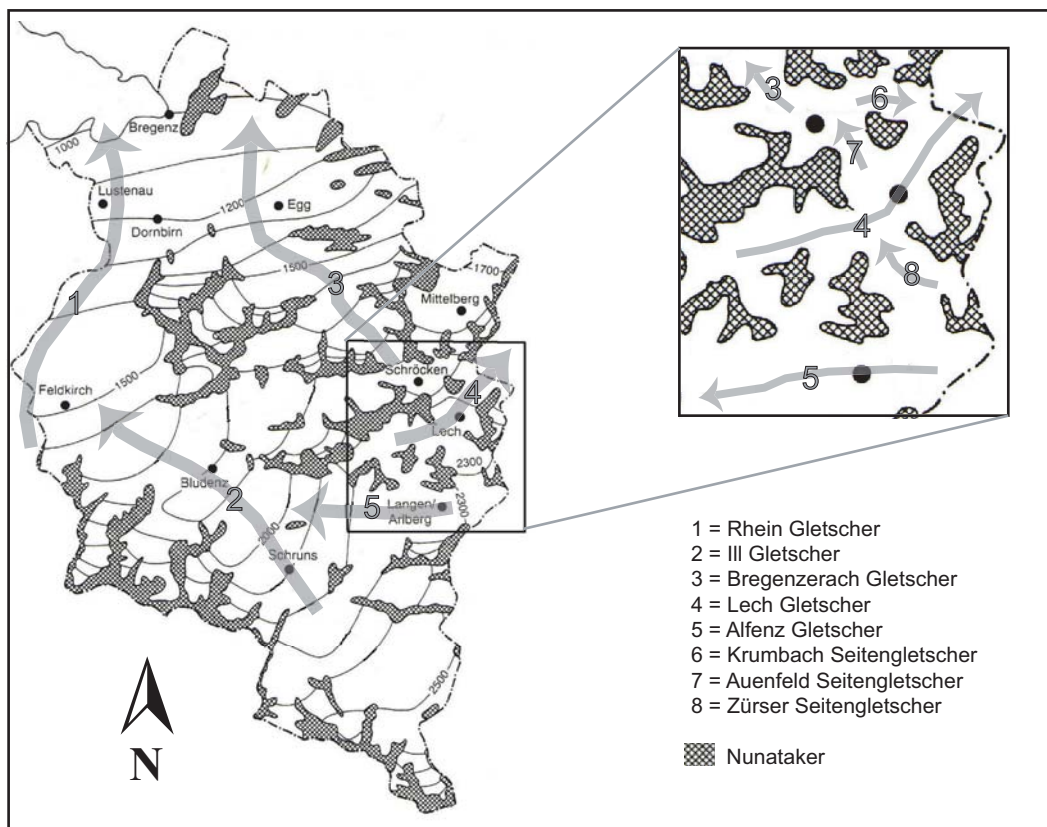 Bregenz
1000
Lustenau
1200
Egg
Dornbirn
1500
1700
3
1
Mittelberg
Feldkirch
1500
Schröcken
4
Lech
2300
Bludenz
2
5
Langen/
Arlberg
2300
2000
Schruns
2500
N
3
6
7
4
8
5
1 = Rhein Gletscher
2 = Ill Gletscher
3 = Bregenzerach Gletscher
4 = Lech Gletscher
5 = Alfenz Gletscher
6 = Krumbach Seitengletscher
7 = Auenfeld Seitengletscher
8 = Zürser Seitengletscher
Nunataker